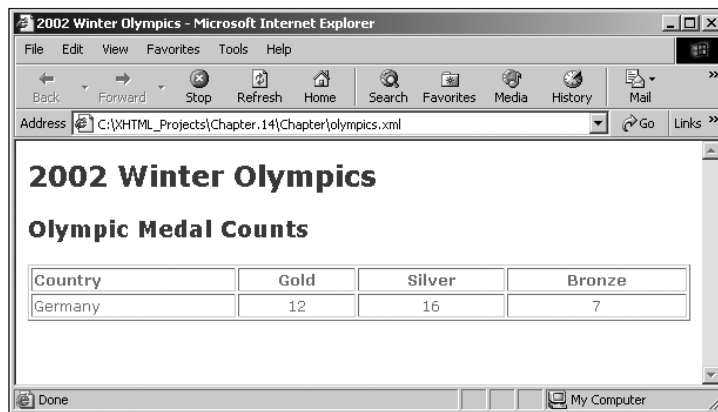 2002 Winter Olympics - Microsoft Internet Explorer
File Edit View Favorites Tools Help
Back Forward Stop Refresh Home Search Favorites Media History Mail
Address C:\XHTML_Projects\Chapter.14\Chapter\olympics.xml Go Links »
2002 Winter Olympics
Olympic Medal Counts
Country Gold Silver Bronze
Germany 12 16 7
Done My Computer